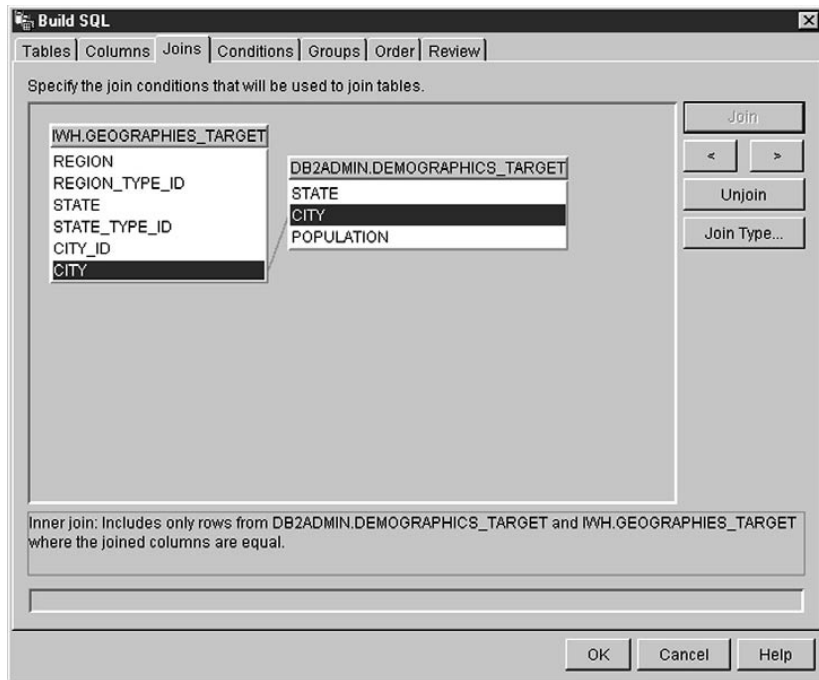 Build SQL
Tables Columns Joins Conditions Groups Order Review
Specify the join conditions that will be used to join tables.
IWH.GEOGRAPHIES_TARGET
REGION
REGION_TYPE_ID
STATE
STATE_TYPE_ID
CITY_ID
CITY
DB2ADMIN.DEMOGRAPHICS_TARGET
STATE
CITY
POPULATION
Join
< >
Unjoin
Join Type...
Inner join: Includes only rows from DB2ADMIN.DEMOGRAPHICS_TARGET and IWH.GEOGRAPHIES_TARGET
where the joined columns are equal.
OK Cancel Help